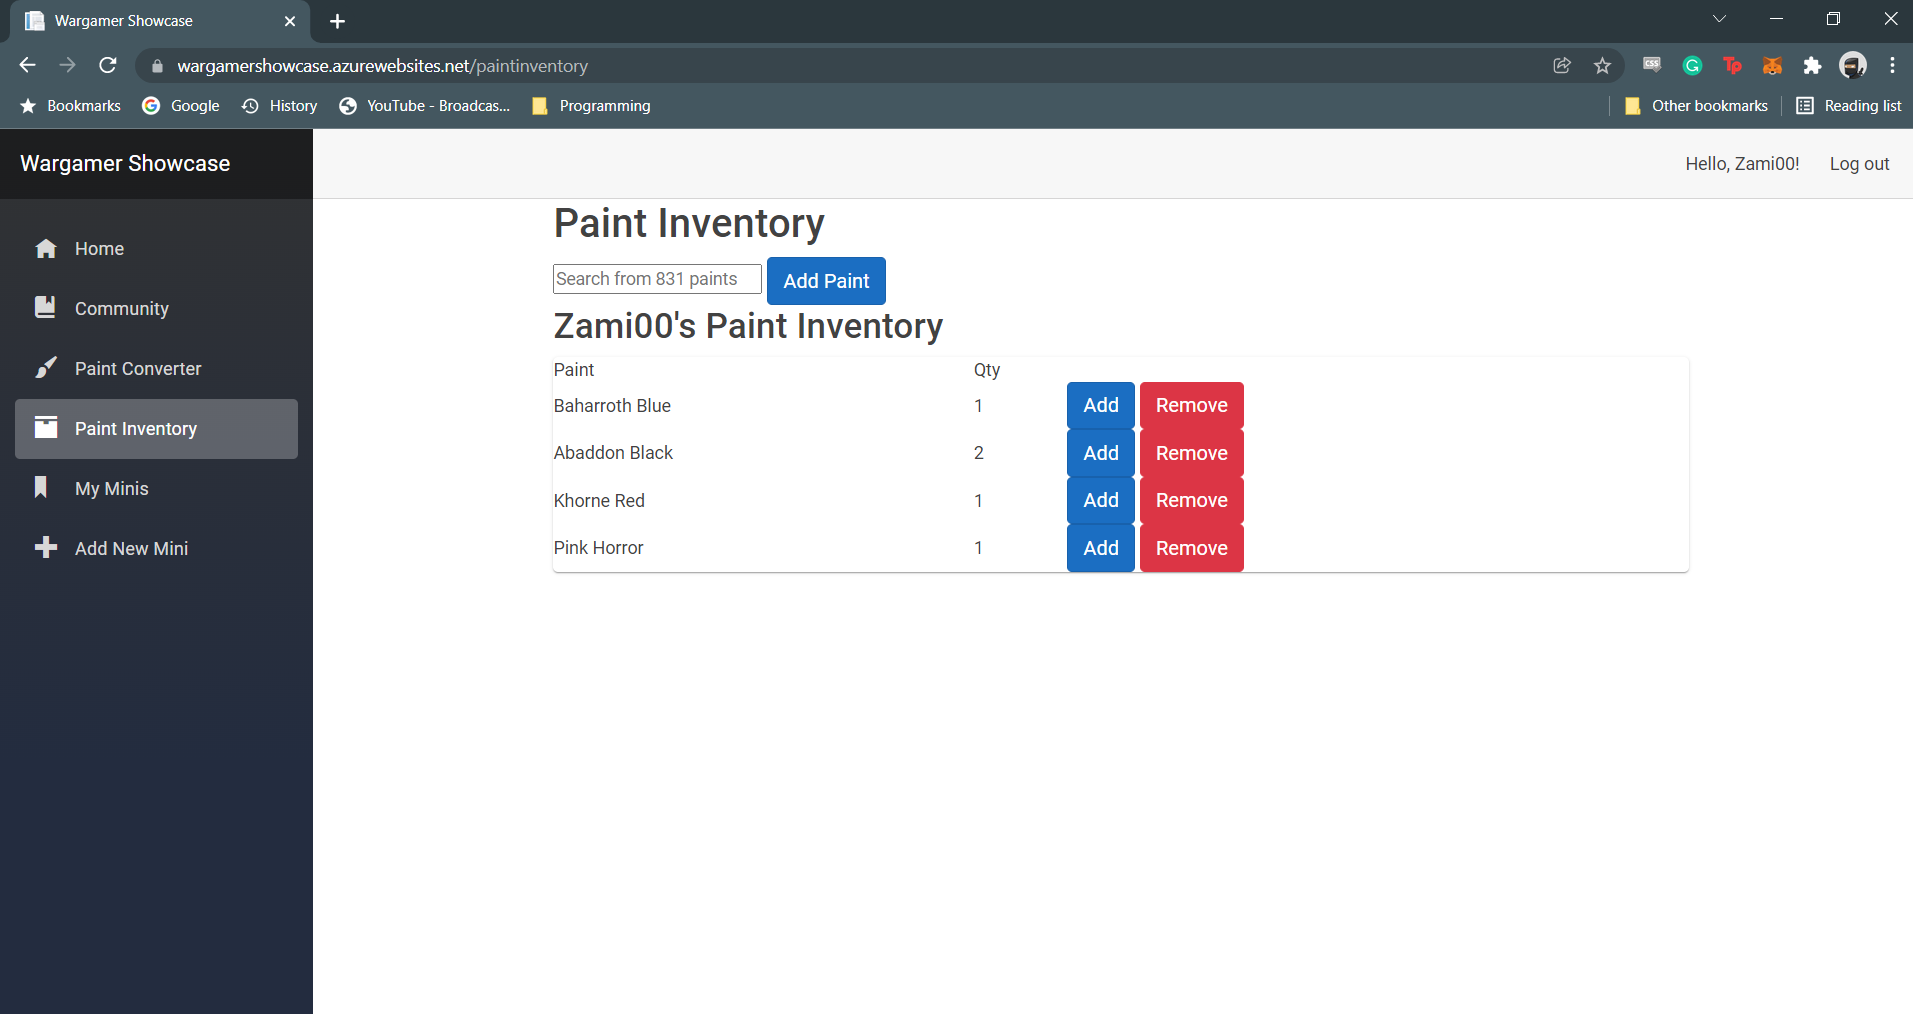 Wargamer Showcase
wargamershowcase.azurewebsites.net/paintinventory
CSS
G
Tp
Bookmarks
Google
History
YouTube - Broadcas...
Programming
Other bookmarks
Reading list
Wargamer Showcase
Hello, Zami00!
Log out
Home
Community
Paint Converter
Paint Inventory
My Minis
Add New Mini
Paint Inventory
Search from 831 paints
Add Paint
Zami00's Paint Inventory
Paint Qty
Baharroth Blue 1 Add Remove
Abaddon Black 2 Add Remove
Khorne Red 1 Add Remove
Pink Horror 1 Add Remove